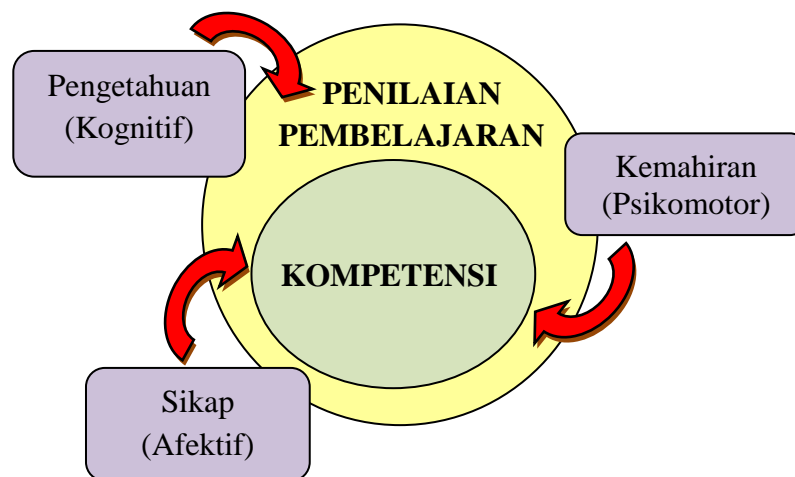 Pengetahuan
(Kognitif)
PENILAIAN
PEMBELAJARAN
Kemahiran
(Psikomotor)
KOMPETENSI
Sikap
(Afektif)